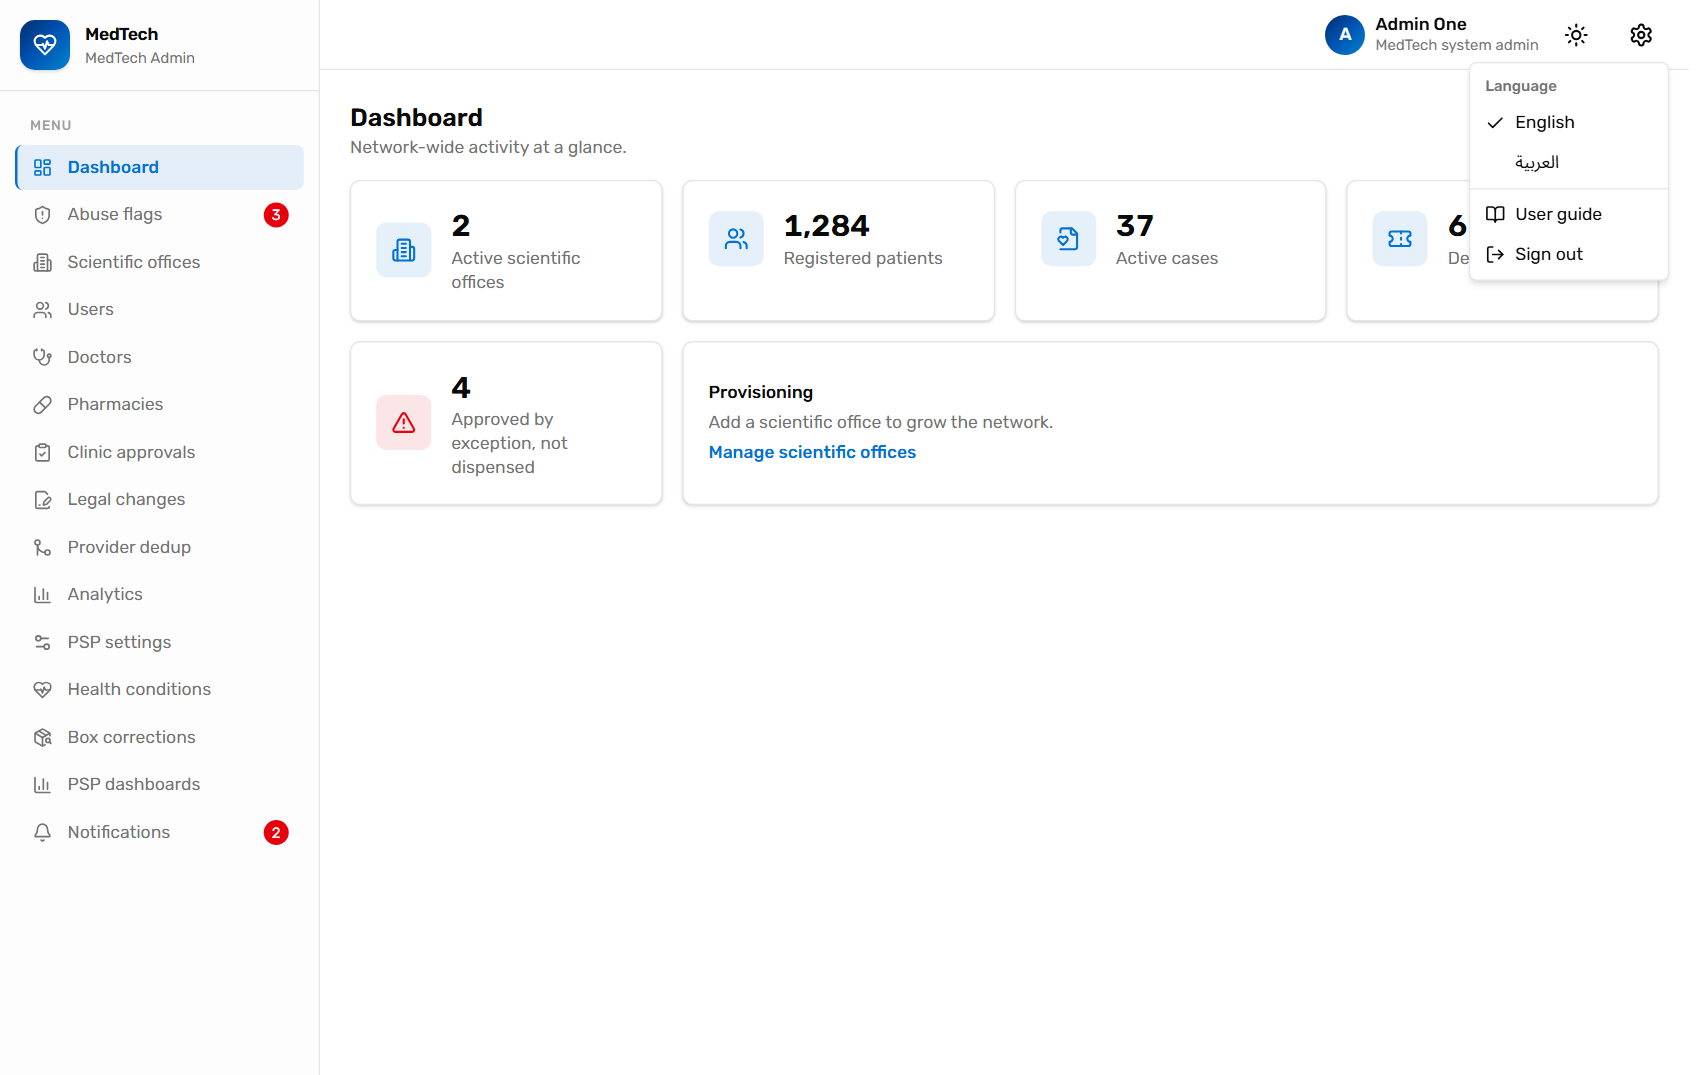 MedTech
MedTech Admin
MENU
Dashboard
Abuse flags
3
Scientific offices
Users
Doctors
Pharmacies
Clinic approvals
Legal changes
Provider dedup
Analytics
PSP settings
Health conditions
Box corrections
PSP dashboards
Notifications
2
A
Admin One
MedTech system admin
Language
English
العربية
User guide
Sign out
Dashboard
Network-wide activity at a glance.
2
Active scientific
offices
1,284
Registered patients
37
Active cases
6
De
4
Approved by
exception, not
dispensed
Provisioning
Add a scientific office to grow the network.
Manage scientific offices